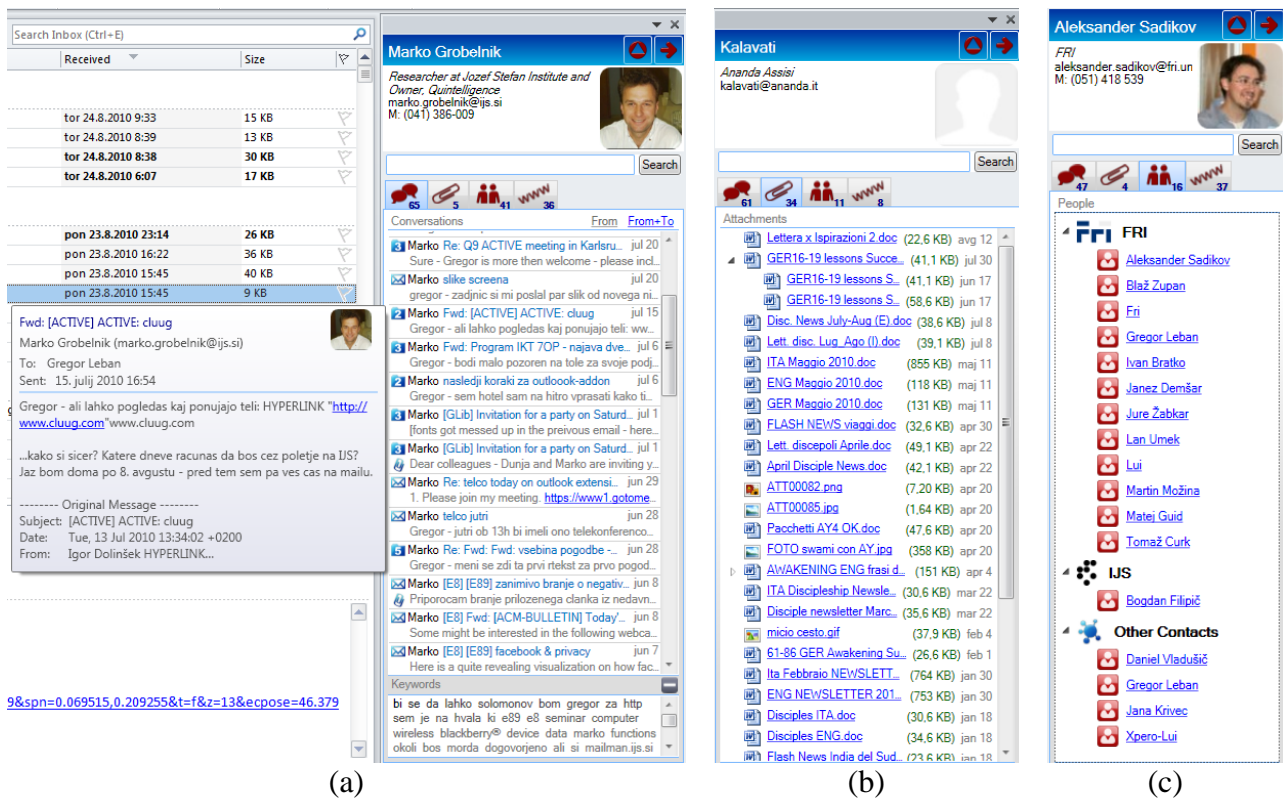 Search Inbox (Ctrl+E)
Received Size
tor 24.8.2010 9:33 15 KB
tor 24.8.2010 8:39 13 KB
tor 24.8.2010 8:38 30 KB
tor 24.8.2010 6:07 17 KB
pon 23.8.2010 23:14 26 KB
pon 23.8.2010 16:22 36 KB
pon 23.8.2010 15:45 40 KB
pon 23.8.2010 15:45 9 KB
Fwd: [ACTIVE] ACTIVE: cluug
Marko Grobelnik (marko.grobelnik@ijs.si)
To: Gregor Leban
Sent: 15. julij 2010 16:54
Gregor - ali lahko pogledas kaj ponujajo teli: HYPERLINK "http://
www.cluug.com"www.cluug.com
...kako si sicer? Katere dneve racunas da bos cez poletje na IJS?
Jaz bom doma po 8. avgustu - pred tem sem pa ves cas na mailu.
-------- Original Message --------
Subject: [ACTIVE] ACTIVE: cluug
Date: Tue, 13 Jul 2010 13:34:02 +0200
From: Igor Dolinšek HYPERLINK...
9&spn=0.069515,0.209255&t=f&z=13&ecpose=46.379
Marko Grobelnik
Researcher at Jozef Stefan Institute and
Owner, Quintelligence
marko.grobelnik@ijs.si
M: (041) 386-009
Search
65 5 41 www 36
Conversations From From+To
3 Marko Re: Q9 ACTIVE meeting in Karlsru... jul 20
Sure - Gregor is more then welcome - please incl...
Marko slike screena jul 20
gregor - zadjnic si mi poslal par slik od novega ni...
2 Marko Fwd: [ACTIVE] ACTIVE: cluug jul 15
Gregor - ali lahko pogledas kaj ponujajo teli: ww...
3 Marko Fwd: Program IKT 7OP - najava dve... jul 6
Gregor - bodi malo pozoren na tole za svoje podj...
2 Marko nasledji koraki za outloook-addon jul 6
Gregor - sem hotel sam na hitro vprasati kako ti...
3 Marko [GLib] Invitation for a party on Saturd... jul 1
[fonts got messed up in the preivous email - here...
3 Marko [GLib] Invitation for a party on Saturd... jul 1
Dear colleagues - Dunja and Marko are inviting y...
Marko Re: telco today on outlook extensi... jun 29
1. Please join my meeting. https://www1.gotome...
Marko telco jutri jun 28
Gregor - jutri ob 13h bi imeli ono telekonferenco...
5 Marko Re: Fwd: Fwd: vsebina pogodbe -... jun 28
Gregor - meni se zdi ta prvi rtekst za prvo pogod...
Marko [E8] [E89] zanimivo branje o negativ... jun 8
Priporocam branje prilozenega clanka iz nedavn...
Marko [E8] Fwd: [ACM-BULLETIN] Today'... jun 8
Some might be interested in the following webca...
Marko [E8] [E89] facebook & privacy jun 7
Here is a quite revealing visualization on how fac...
Keywords
bi se da lahko solomonov bom gregor za http
sem je na hvala ki e89 e8 seminar computer
wireless blackberry® device data marko functions
okoli bos morda dogovorjeno ali si mailman.ijs.si
(a)
Kalavati
Ananda Assisi
kalavati@ananda.it
Search
61 34 11 www 8
Attachments
Lettera x Ispirazioni 2.doc (22,6 KB) avg 12
GER16-19 lessons Succe... (41,1 KB) jul 30
GER16-19 lessons S... (41,1 KB) jun 17
GER16-19 lessons S... (58,6 KB) jun 17
Disc. News July-Aug (E).doc (38,6 KB) jul 8
Lett. disc. Lug_Ago (I).doc (39,1 KB) jul 8
ITA Maggio 2010.doc (855 KB) maj 11
ENG Maggio 2010.doc (118 KB) maj 11
GER Maggio 2010.doc (131 KB) maj 11
FLASH NEWS viaggi.doc (32,6 KB) apr 30
Lett. discepoli Aprile.doc (49,1 KB) apr 22
April Disciple News.doc (42,1 KB) apr 22
ATT00082.png (7,20 KB) apr 20
ATT00085.jpg (1,64 KB) apr 20
Pacchetti AY4 OK.doc (47,6 KB) apr 20
FOTO swami con AY.jpg (358 KB) apr 20
AWAKENING ENG frasi d... (151 KB) apr 4
ITA Discipleship Newsle... (30,6 KB) mar 22
Disciple newsletter Marc... (35,6 KB) mar 22
micio cesto.gif (37,9 KB) feb 4
61-86 GER Awakening Su... (26,6 KB) feb 1
Ita Febbraio NEWSLETT... (764 KB) jan 30
ENG NEWSLETTER 201... (753 KB) jan 30
Disciples ITA.doc (30,6 KB) jan 18
Disciples ENG.doc (34,6 KB) jan 18
Flash News India del Sud... (23,6 KB) jan 18
(b)
Aleksander Sadikov
FRI
aleksander.sadikov@fri.un
M: (051) 418 539
Search
47 4 16 www 37
People
Fri FRI
Aleksander Sadikov
Blaž Zupan
Fri
Gregor Leban
Ivan Bratko
Janez Demšar
Jure Žabkar
Lan Umek
Lui
Martin Možina
Matej Guid
Tomaž Curk
IJS
Bogdan Filipič
Other Contacts
Daniel Vladušič
Gregor Leban
Jana Krivec
Xpero-Lui
(c)